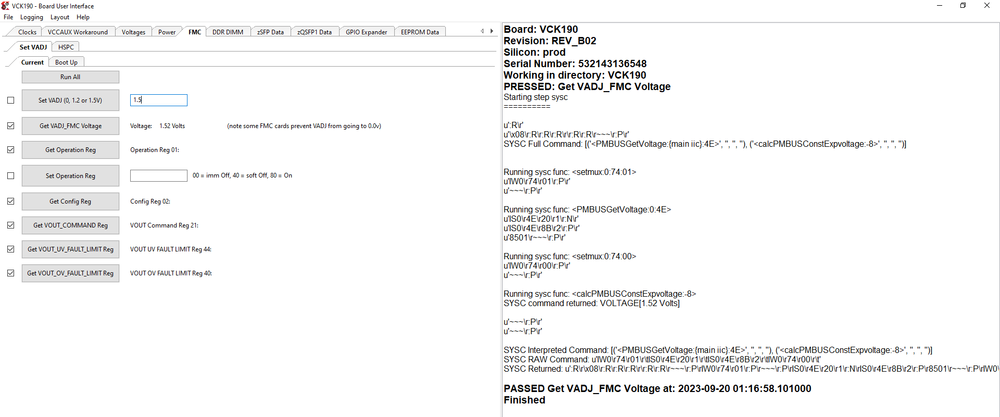 VCK190 - Board User Interface
File Logging Layout Help
Clocks VCCAUX Workaround Voltages Power FMC DDR DIMM zSFP Data zQSFP1 Data GPIO Expander EEPROM Data
Set VADJ HSPC
Current Boot Up
Run All
Set VADJ (0, 1.2 or 1.5V) 1.5
Get VADJ_FMC Voltage Voltage: 1.52 Volts (note some FMC cards prevent VADJ from going to 0.0v)
Get Operation Reg Operation Reg 01:
Set Operation Reg 00 = imm Off, 40 = soft Off, 80 = On
Get Config Reg Config Reg 02:
Get VOUT_COMMAND Reg VOUT Command Reg 21:
Get VOUT_UV_FAULT_LIMIT Reg VOUT UV FAULT LIMIT Reg 44:
Get VOUT_OV_FAULT_LIMIT Reg VOUT OV FAULT LIMIT Reg 40:
Board: VCK190
Revision: REV_B02
Silicon: prod
Serial Number: 532143136548
Working in directory: VCK190
PRESSED: Get VADJ_FMC Voltage
Starting step sysc
==========
u':R\r'
u'\x08\r:R\r:R\r:R\r\r:R\r:R\r~~~\r:P\r'
SYSC Full Command: [('<PMBUSGetVoltage:{main iic}:4E>', '', '', ''), ('<calcPMBUSConstExpvoltage:-8>', '', '', '')]
Running sysc func: <setmux:0:74:01>
u'IW0\r74\r01\r:P\r'
u'~~~\r:P\r'
Running sysc func: <PMBUSGetVoltage:0:4E>
u'IS0\r4E\r20\r1\r:N\r'
u'IS0\r4E\r8B\r2\r:P\r'
u'8501\r~~~\r:P\r'
Running sysc func: <setmux:0:74:00>
u'IW0\r74\r00\r:P\r'
u'~~~\r:P\r'
Running sysc func: <calcPMBUSConstExpvoltage:-8>
SYSC command returned: VOLTAGE[1.52 Volts]
u'~~~\r:P\r'
u'~~~\r:P\r'
SYSC Interpreted Command: [('<PMBUSGetVoltage:{main iic}:4E>', '', '', ''), ('<calcPMBUSConstExpvoltage:-8>', '', '', '')]
SYSC RAW Command: u'IW0\r74\r01\r\tIS0\r4E\r20\r1\r\tIS0\r4E\r8B\r2\r\tIW0\r74\r00\r\t'
SYSC Returned: u':R\r\x08\r:R\r:R\r:R\r\r:R\r:R\r~~~\r:P\rIW0\r74\r01\r:P\r~~~\r:P\rIS0\r4E\r20\r1\r:N\rIS0\r4E\r8B\r2\r:P\r8501\r~~~\r:P\rIW0\
PASSED Get VADJ_FMC Voltage at: 2023-09-20 01:16:58.101000
Finished